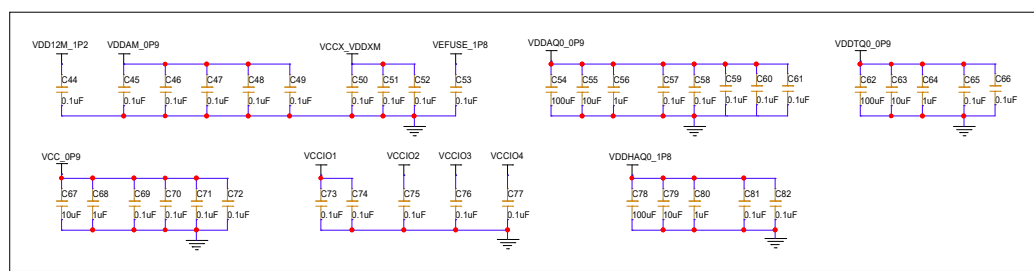 VDD12M_1P2 VDDAM_0P9 VCCX_VDDXM VEFUSE_1P8 VDDAQ0_0P9 VDDTQ0_0P9
C44 C45 C46 C47 C48 C49 C50 C51 C52 C53 C54 C55 C56 C57 C58 C59 C60 C61 C62 C63 C64 C65 C66
0.1uF 0.1uF 0.1uF 0.1uF 0.1uF 0.1uF 0.1uF 0.1uF 0.1uF 0.1uF 100uF 10uF 1uF 0.1uF 0.1uF 0.1uF 0.1uF 0.1uF 100uF 10uF 1uF 0.1uF 0.1uF
VCC_0P9 VCCIO1 VCCIO2 VCCIO3 VCCIO4 VDDHAQ0_1P8
C67 C68 C69 C70 C71 C72 C73 C74 C75 C76 C77 C78 C79 C80 C81 C82
10uF 1uF 0.1uF 0.1uF 0.1uF 0.1uF 0.1uF 0.1uF 0.1uF 0.1uF 0.1uF 100uF 10uF 1uF 0.1uF 0.1uF